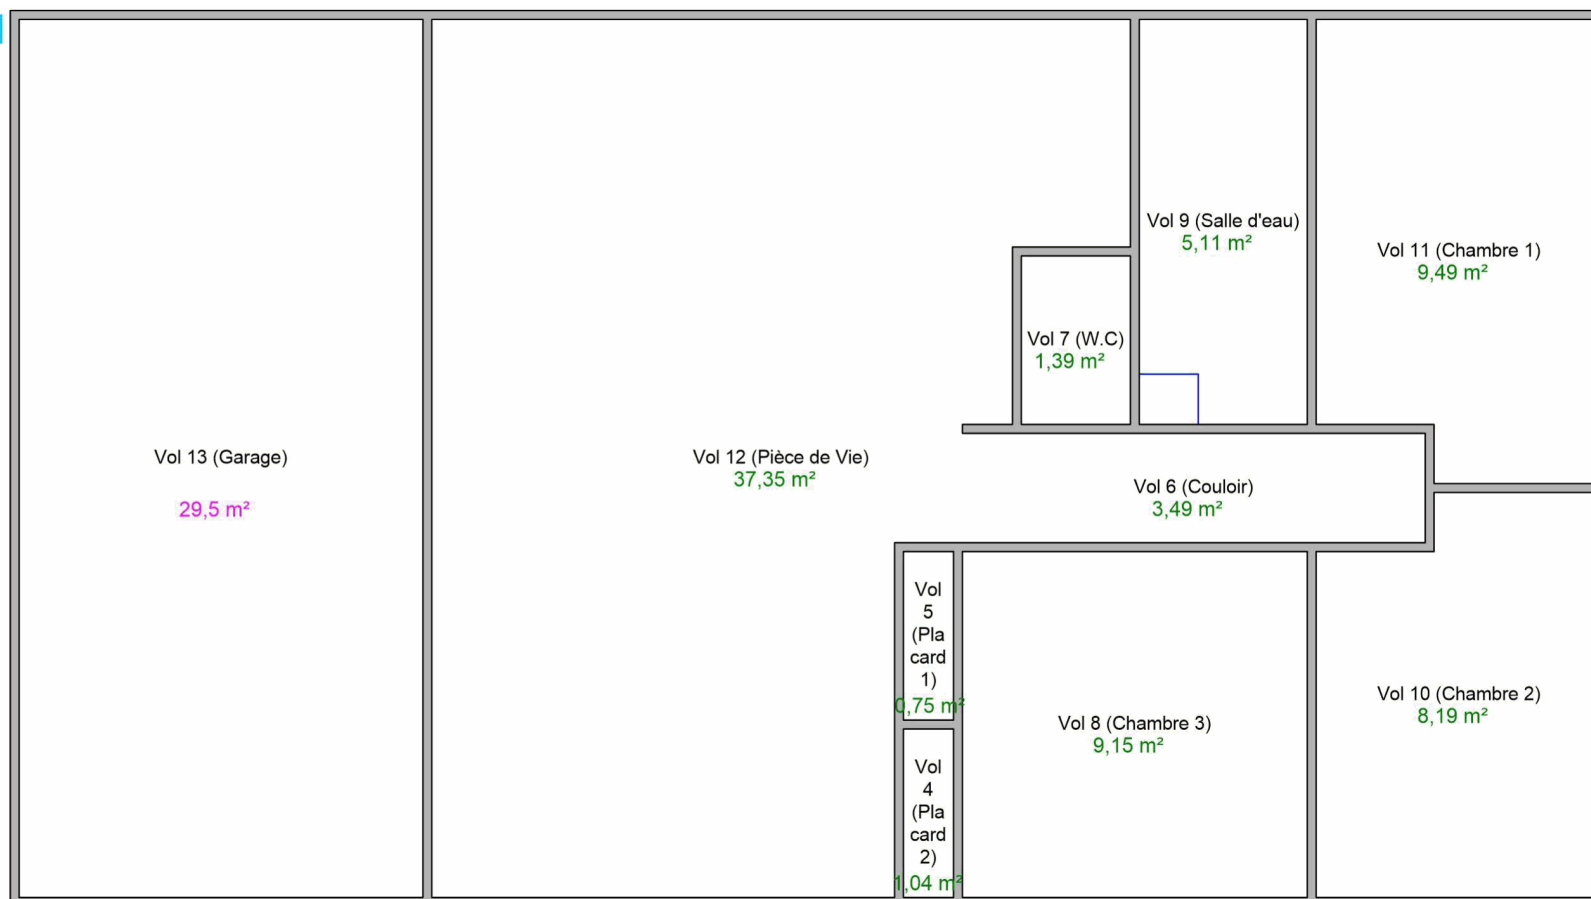 Vol 9 (Salle d'eau)
5,11 m²
Vol 11 (Chambre 1)
9,49 m²
Vol 7 (W.C)
1,39 m²
Vol 13 (Garage)
29,5 m²
Vol 12 (Pièce de Vie)
37,35 m²
Vol 6 (Couloir)
3,49 m²
Vol
5
(Pla
card
1)
0,75 m²
Vol 8 (Chambre 3)
9,15 m²
Vol 10 (Chambre 2)
8,19 m²
Vol
4
(Pla
card
2)
1,04 m²